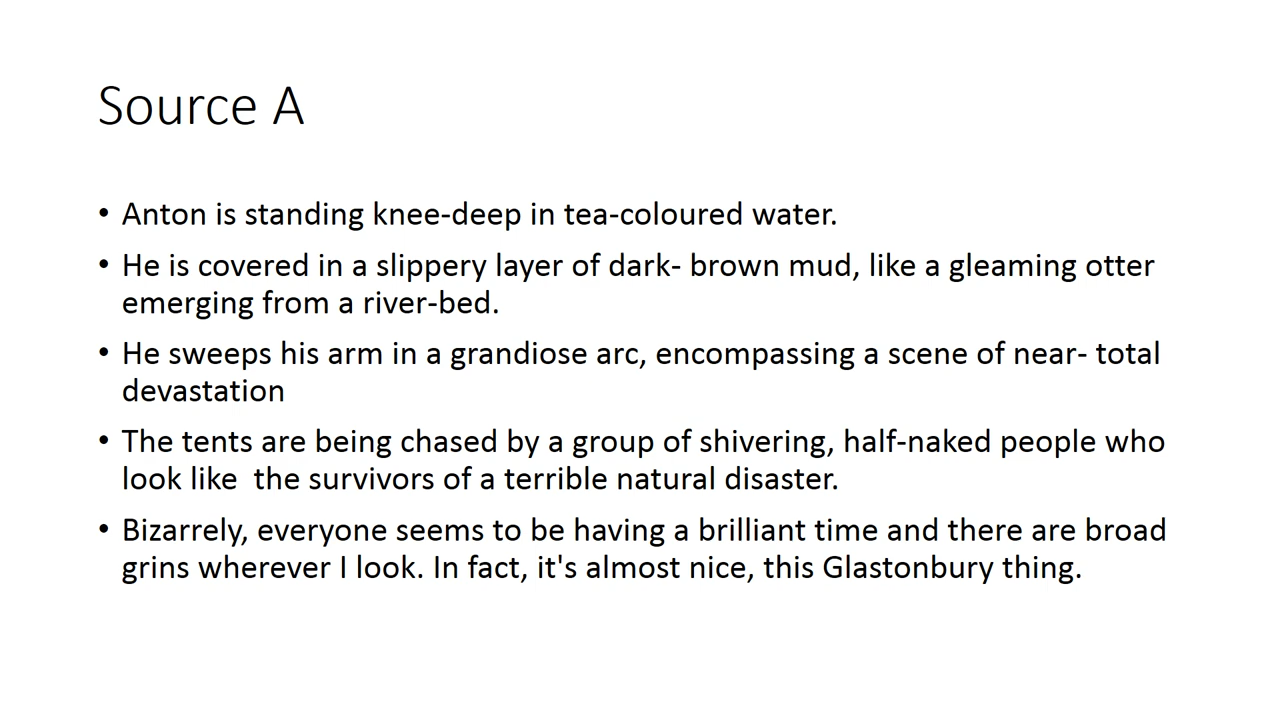 Source A
• Anton is standing knee-deep in tea-coloured water.
• He is covered in a slippery layer of dark- brown mud, like a gleaming otter
emerging from a river-bed.
• He sweeps his arm in a grandiose arc, encompassing a scene of near- total
devastation
• The tents are being chased by a group of shivering, half-naked people who
look like  the survivors of a terrible natural disaster.
• Bizarrely, everyone seems to be having a brilliant time and there are broad
grins wherever I look. In fact, it's almost nice, this Glastonbury thing.